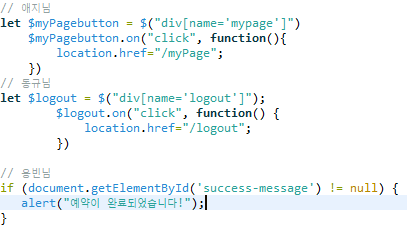 // 애지님
let $myPagebutton = $("div[name='mypage']")
$myPagebutton.on("click", function(){
location.href="/myPage";
})
// 동규님
let $logout = $("div[name='logout']");
$logout.on("click", function() {
location.href="/logout";
})
// 용빈님
if (document.getElementById('success-message') != null) {
alert("예약이 완료되었습니다!");
}